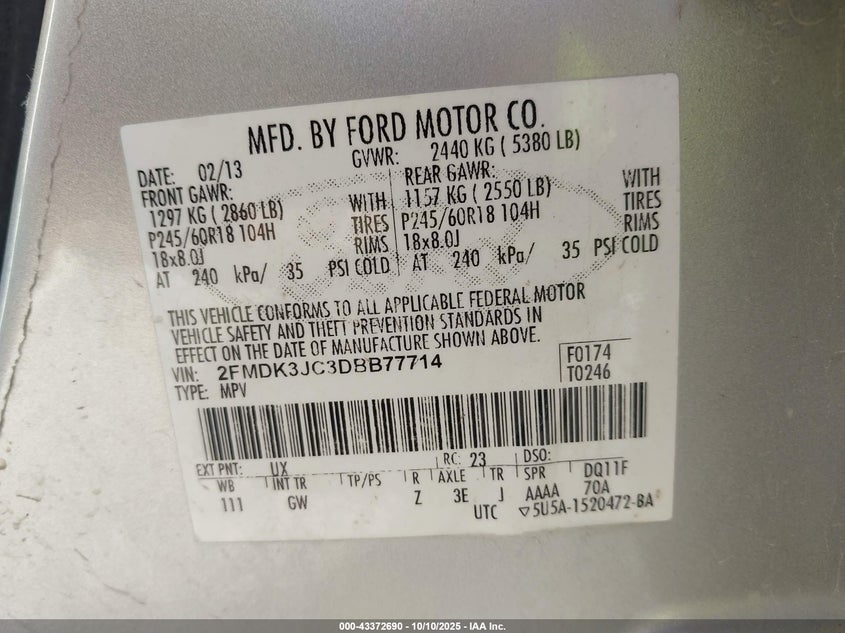 MFD. BY FORD MOTOR CO.
DATE: 02/13 GVWR: 2440 KG ( 5380 LB)
FRONT GAWR: REAR GAWR:
1297 KG ( 2860 LB) WITH 1157 KG ( 2550 LB) WITH
P245/60R18 104H TIRES P245/60R18 104H TIRES
18x8.0J RIMS 18x8.0J RIMS
AT 240 kPa/ 35 PSI COLD AT 240 kPa/ 35 PSI COLD
THIS VEHICLE CONFORMS TO ALL APPLICABLE FEDERAL MOTOR
VEHICLE SAFETY AND THEFT PREVENTION STANDARDS IN
EFFECT ON THE DATE OF MANUFACTURE SHOWN ABOVE.
VIN: 2FMDK3JC3DBB77714 F0174
TYPE: MPV T0246
EXT PNT: UX RC: 23 DSO:
WB INT TR TP/PS R AXLE TR SPR DQ11F
111 GW Z 3E J AAAA 70A
UTC ▽5U5A-1520472-BA
000-43372690 - 10/10/2025 - IAA Inc.